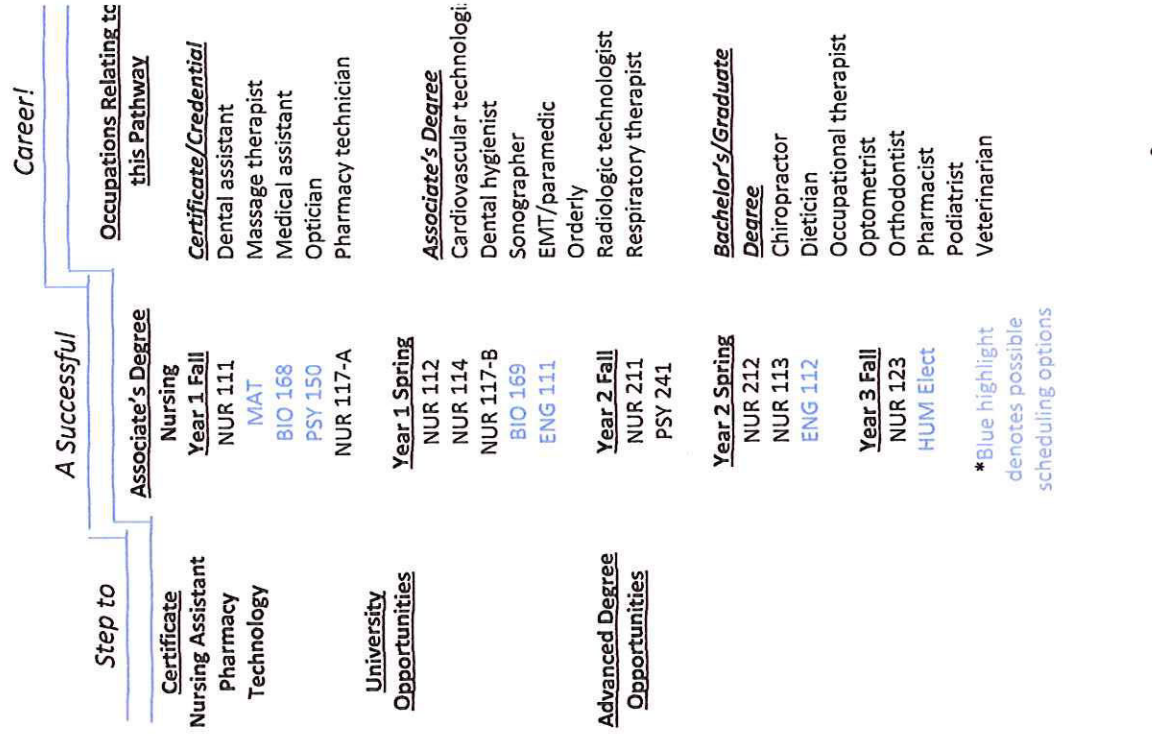 Step to
A Successful
Career!
Certificate
Nursing Assistant
Pharmacy
Technology
University
Opportunities
Advanced Degree
Opportunities
Associate's Degree
Nursing
Year 1 Fall
NUR 111
MAT
BIO 168
PSY 150
NUR 117-A
Year 1 Spring
NUR 112
NUR 114
NUR 117-B
BIO 169
ENG 111
Year 2 Fall
NUR 211
PSY 241
Year 2 Spring
NUR 212
NUR 113
ENG 112
Year 3 Fall
NUR 123
HUM Elect
*Blue highlight
denotes possible
scheduling options
Occupations Relating to
this Pathway
Certificate/Credential
Dental assistant
Massage therapist
Medical assistant
Optician
Pharmacy technician
Associate's Degree
Cardiovascular
Dental hygienist
Sonographer
EMT/paramedic
Orderly
Radiologic technologist
Respiratory therapist
Bachelor's/Graduate
Degree
Chiropractor
Dietician
Occupational therapist
Optometrist
Orthodontist
Pharmacist
Podiatrist
Veterinarian